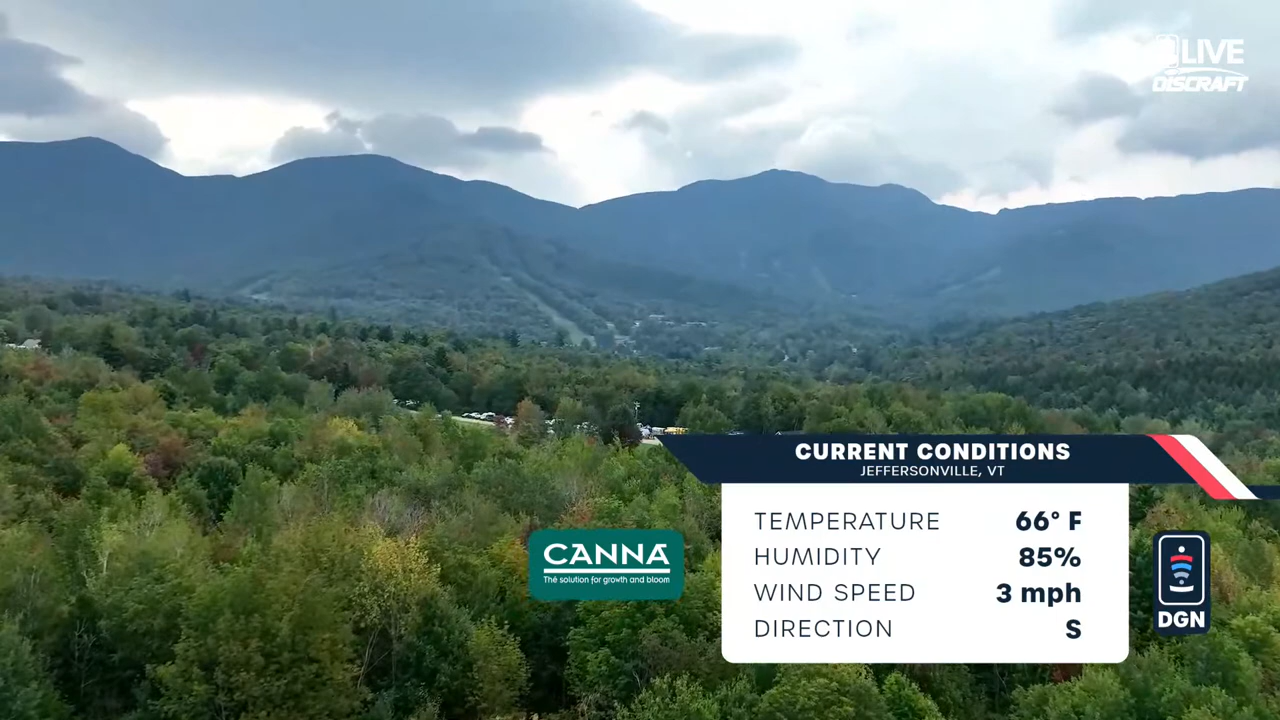 LIVE
DISCRAFT
CURRENT CONDITIONS
JEFFERSONVILLE, VT
TEMPERATURE 66° F
HUMIDITY 85%
WIND SPEED 3 mph
DIRECTION S
CANNA
The solution for growth and bloom
DGN